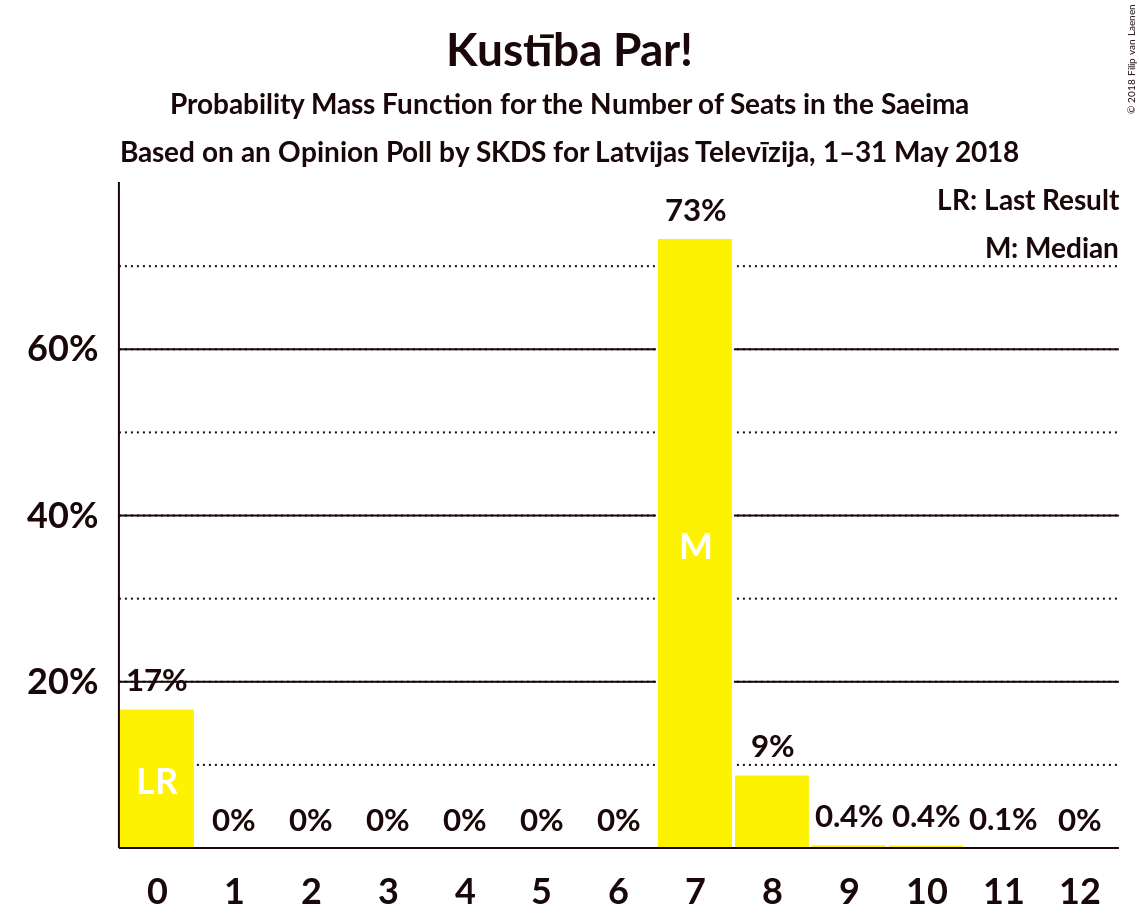 Kustība Par!
Probability Mass Function for the Number of Seats in the Saeima
Based on an Opinion Poll by SKDS for Latvijas Televīzija, 1–31 May 2018
© 2018 Filip van Laenen
LR: Last Result
M: Median
73%
60%
40%
M
20%
17%
9%
LR
0% 0% 0% 0% 0% 0% 0.4% 0.4% 0.1% 0%
0 1 2 3 4 5 6 7 8 9 10 11 12